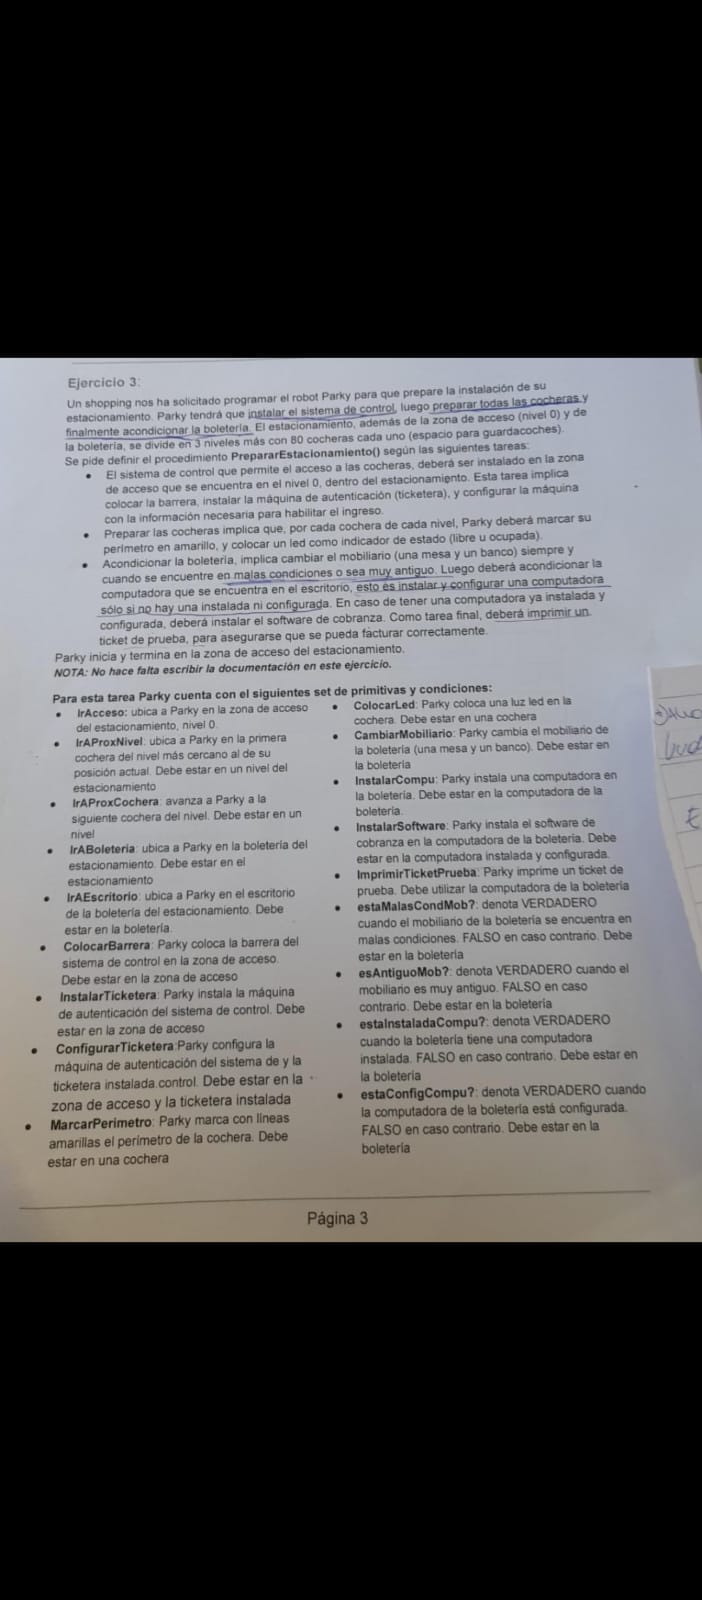 Ejercicio 3:
Un shopping nos ha solicitado programar el robot Parky para que prepare la instalación de su
estacionamiento. Parky tendrá que instalar el sistema de control, luego preparar todas las cocheras y
finalmente acondicionar la boletería. El estacionamiento, además de la zona de acceso (nivel 0) y de
la boletería, se divide en 3 niveles más con 80 cocheras cada uno (espacio para guardacoches).
Se pide definir el procedimiento PrepararEstacionamiento() según las siguientes tareas:
• El sistema de control que permite el acceso a las cocheras, deberá ser instalado en la zona
de acceso que se encuentra en el nivel 0, dentro del estacionamiento. Esta tarea implica
colocar la barrera, instalar la máquina de autenticación (ticketera), y configurar la máquina
con la información necesaria para habilitar el ingreso.
• Preparar las cocheras implica que, por cada cochera de cada nivel, Parky deberá marcar su
perímetro en amarillo, y colocar un led como indicador de estado (libre u ocupada).
• Acondicionar la boletería, implica cambiar el mobiliario (una mesa y un banco) siempre y
cuando se encuentre en malas condiciones o sea muy antiguo. Luego deberá acondicionar la
computadora que se encuentra en el escritorio, esto es instalar y configurar una computadora
sólo si no hay una instalada ni configurada. En caso de tener una computadora ya instalada y
configurada, deberá instalar el software de cobranza. Como tarea final, deberá imprimir un
ticket de prueba, para asegurarse que se pueda facturar correctamente.
Parky inicia y termina en la zona de acceso del estacionamiento.
NOTA: No hace falta escribir la documentación en este ejercicio.
Para esta tarea Parky cuenta con el siguientes set de primitivas y condiciones:
• IrAcceso: ubica a Parky en la zona de acceso
del estacionamiento, nivel 0.
• IrAProxNivel: ubica a Parky en la primera
cochera del nivel más cercano al de su
posición actual. Debe estar en un nivel del
estacionamiento
• IrAProxCochera: avanza a Parky a la
siguiente cochera del nivel. Debe estar en un
nivel
• IrABoleteria: ubica a Parky en la boletería del
estacionamiento. Debe estar en el
estacionamiento
• IrAEscritorio: ubica a Parky en el escritorio
de la boletería del estacionamiento. Debe
estar en la boletería.
• ColocarBarrera: Parky coloca la barrera del
sistema de control en la zona de acceso.
Debe estar en la zona de acceso
• InstalarTicketera: Parky instala la máquina
de autenticación del sistema de control. Debe
estar en la zona de acceso
• ConfigurarTicketera:Parky configura la
máquina de autenticación del sistema de y la
ticketera instalada.control. Debe estar en la
zona de acceso y la ticketera instalada
• MarcarPerimetro: Parky marca con líneas
amarillas el perímetro de la cochera. Debe
estar en una cochera
• ColocarLed: Parky coloca una luz led en la
cochera. Debe estar en una cochera
• CambiarMobiliario: Parky cambia el mobiliario de
la boletería (una mesa y un banco). Debe estar en
la boletería
• InstalarCompu: Parky instala una computadora en
la boletería. Debe estar en la computadora de la
boletería.
• InstalarSoftware: Parky instala el software de
cobranza en la computadora de la boletería. Debe
estar en la computadora instalada y configurada.
• ImprimirTicketPrueba: Parky imprime un ticket de
prueba. Debe utilizar la computadora de la boletería
• estaMalasCondMob?: denota VERDADERO
cuando el mobiliario de la boletería se encuentra en
malas condiciones. FALSO en caso contrario. Debe
estar en la boletería
• esAntiguoMob?: denota VERDADERO cuando el
mobiliario es muy antiguo. FALSO en caso
contrario. Debe estar en la boletería
• estaInstaladaCompu?: denota VERDADERO
cuando la boletería tiene una computadora
instalada. FALSO en caso contrario. Debe estar en
la boletería
• estaConfigCompu?: denota VERDADERO cuando
la computadora de la boletería está configurada.
FALSO en caso contrario. Debe estar en la
boletería
Página 3